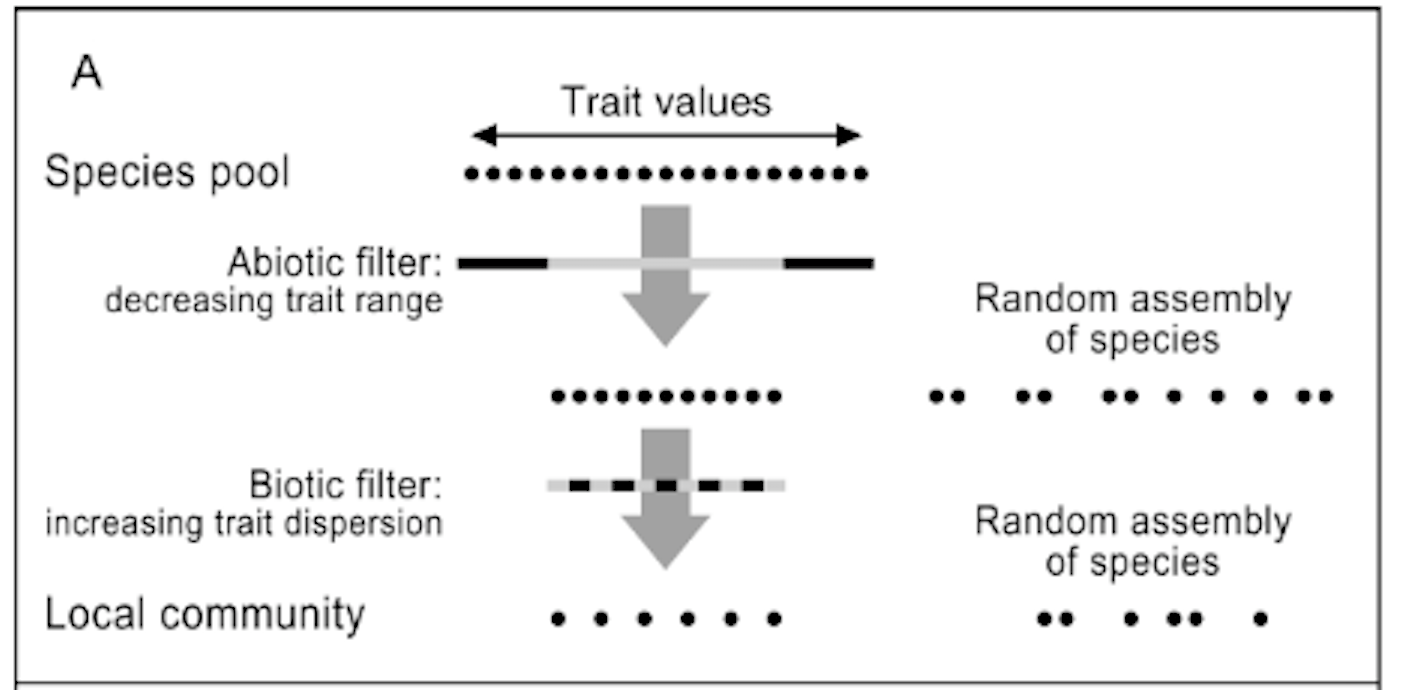 A
Trait values
Species pool
Abiotic filter:
decreasing trait range
Random assembly
of species
Biotic filter:
increasing trait dispersion
Random assembly
of species
Local community